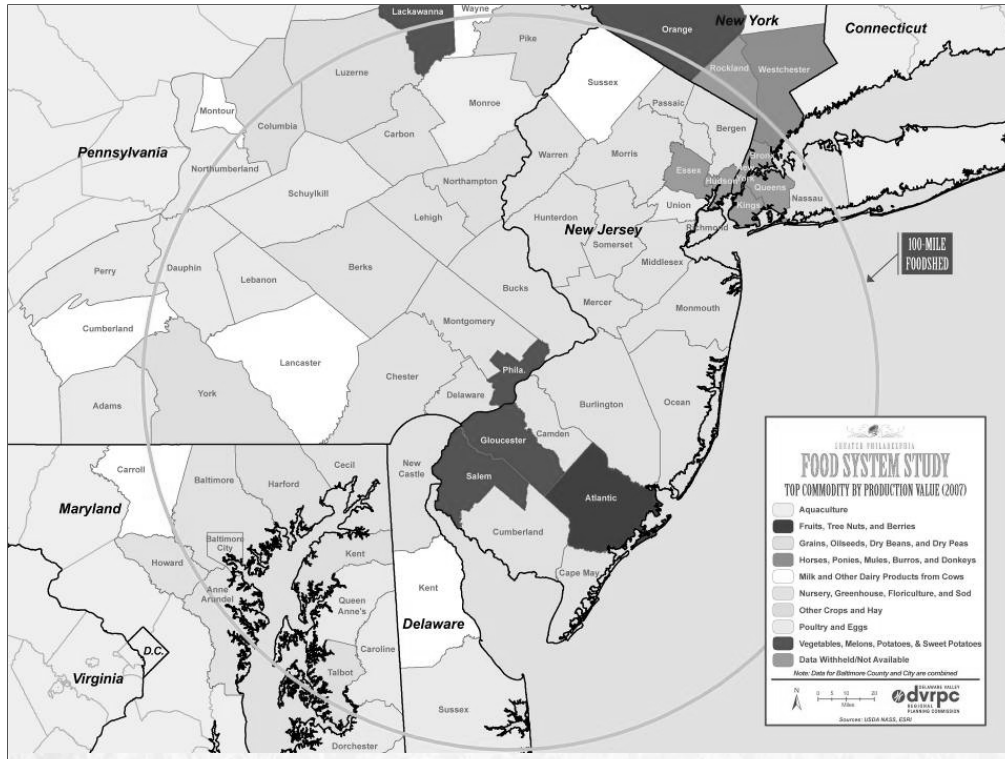 Lackawanna
Wayne
New York
Connecticut
Orange
Pike
Luzerne
Rockland
Westchester
Sussex
Passaic
Monroe
Montour
Columbia
Bergen
Carbon
Pennsylvania
Warren
Morris
Northumberland
Essex
Hudson
Queens
Northampton
Schuylkill
Union
Nassau
Kings
Lehigh
Hunterdon
New Jersey
Richmond
Somerset
100-MILE
FOODSHED
Middlesex
Perry
Dauphin
Berks
Lebanon
Bucks
Mercer
Monmouth
Cumberland
Montgomery
Lancaster
Phila.
Chester
York
Delaware
Adams
Burlington
Ocean
Gloucester
Camden
Carroll
New
Castle
Cecil
Salem
Baltimore
Harford
Atlantic
Maryland
Cumberland
Baltimore
City
Kent
Howard
Cape May
Anne
Arundel
Kent
Queen
Anne's
Delaware
D.C.
Caroline
Talbot
Virginia
Sussex
Dorchester
GREATER PHILADELPHIA
FOOD SYSTEM STUDY
TOP COMMODITY BY PRODUCTION VALUE (2007)
Aquaculture
Fruits, Tree Nuts, and Berries
Grains, Oilseeds, Dry Beans, and Dry Peas
Horses, Ponies, Mules, Burros, and Donkeys
Milk and Other Dairy Products from Cows
Nursery, Greenhouse, Floriculture, and Sod
Other Crops and Hay
Poultry and Eggs
Vegetables, Melons, Potatoes, & Sweet Potatoes
Data Withheld/Not Available
Note: Data for Baltimore County and City are combined
N
0 5 10 20
Miles
DELAWARE VALLEY
dvrpc
REGIONAL
PLANNING COMMISSION
Sources: USDA NASS, ESRI